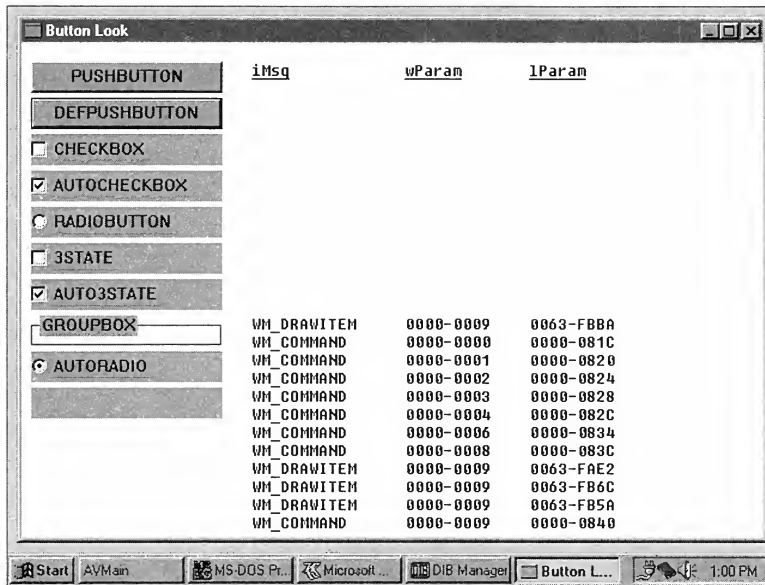 Button Look
PUSHBUTTON
DEFPUSHBUTTON
CHECKBOX
AUTOCHECKBOX
RADIOBUTTON
3STATE
AUTO3STATE
GROUPBOX
AUTORADIO
iMsg wParam lParam
WM_DRAWITEM 0000-0009 0063-FBBA
WM_COMMAND 0000-0000 0000-081C
WM_COMMAND 0000-0001 0000-0820
WM_COMMAND 0000-0002 0000-0824
WM_COMMAND 0000-0003 0000-0828
WM_COMMAND 0000-0004 0000-082C
WM_COMMAND 0000-0006 0000-0834
WM_COMMAND 0000-0008 0000-083C
WM_DRAWITEM 0000-0009 0063-FAE2
WM_DRAWITEM 0000-0009 0063-FB6C
WM_DRAWITEM 0000-0009 0063-FB5A
WM_COMMAND 0000-0009 0000-0840
Start AVMain MS-DOS Pr... Microsoft ... DIB Manager Button L... 1:00 PM